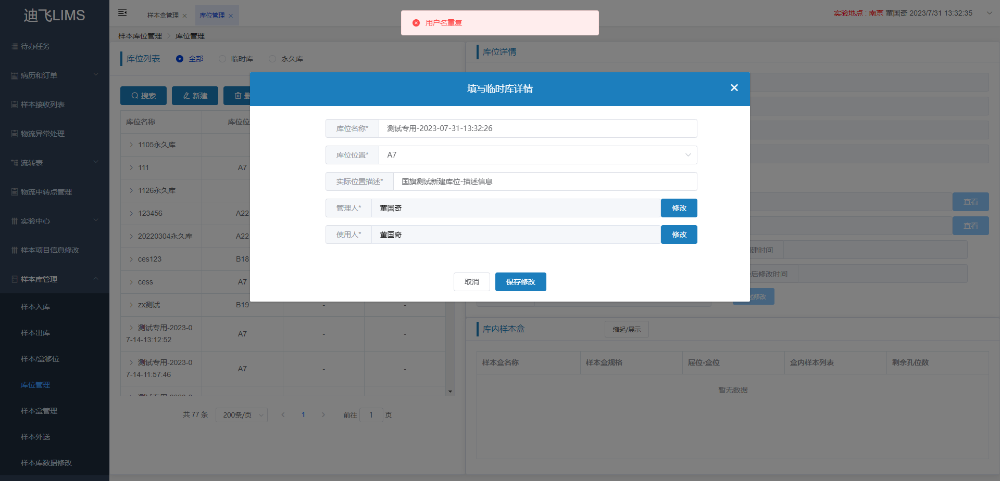 迪飞LIMS
待办任务
病历和订单
样本接收列表
物流异常处理
流转表
物流中转点管理
实验中心
样本项目信息修改
样本库管理
样本入库
样本出库
样本/盒移位
库位管理
样本盒管理
样本外送
样本库数据修改
样本盒管理
库位管理
用户名重复
实验地点 : 南京 董国奇 2023/7/31 13:32:35
样本库位管理
库位管理
库位列表
全部
临时库
永久库
搜索
新建
库位名称
库位位
1105永久库
111
A7
1126永久库
123456
A22
20220304永久库
A22
ces123
B18
cess
A7
zx测试
B19
-
-
测试专用-2023-0
7-14-13:12:52
A7
-
-
测试专用-2023-0
7-14-11:57:46
A7
-
-
共 77 条
200条/页
1
前往
1
页
填写临时库详情
库位名称*
测试专用-2023-07-31-13:32:26
库位位置*
A7
实际位置描述*
国旗测试新建库位-描述信息
管理人*
董国奇
修改
使用人*
董国奇
修改
取消
保存修改
库位详情
查看
查看
建时间
后修改时间
修改
库内样本盒
缩起/展示
样本盒名称
样本盒规格
屉位-盒位
盒内样本列表
剩余孔位数
暂无数据